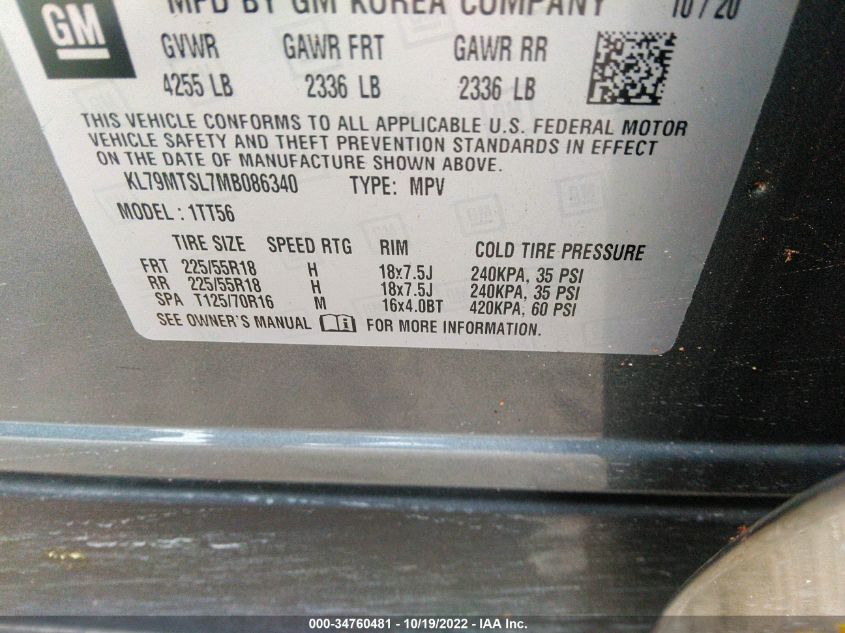 GM
MFD BY GM KOREA COMPANY 10/20
GVWR GAWR FRT GAWR RR
4255 LB 2336 LB 2336 LB
THIS VEHICLE CONFORMS TO ALL APPLICABLE U.S. FEDERAL MOTOR
VEHICLE SAFETY AND THEFT PREVENTION STANDARDS IN EFFECT
ON THE DATE OF MANUFACTURE SHOWN ABOVE.
KL79MTSL7MB086340 TYPE: MPV
MODEL : 1TT56
TIRE SIZE SPEED RTG RIM COLD TIRE PRESSURE
FRT 225/55R18 H 18x7.5J 240KPA, 35 PSI
RR 225/55R18 H 18x7.5J 240KPA, 35 PSI
SPA T125/70R16 M 16x4.0BT 420KPA, 60 PSI
SEE OWNER'S MANUAL FOR MORE INFORMATION.
000-34760481 - 10/19/2022 - IAA Inc.